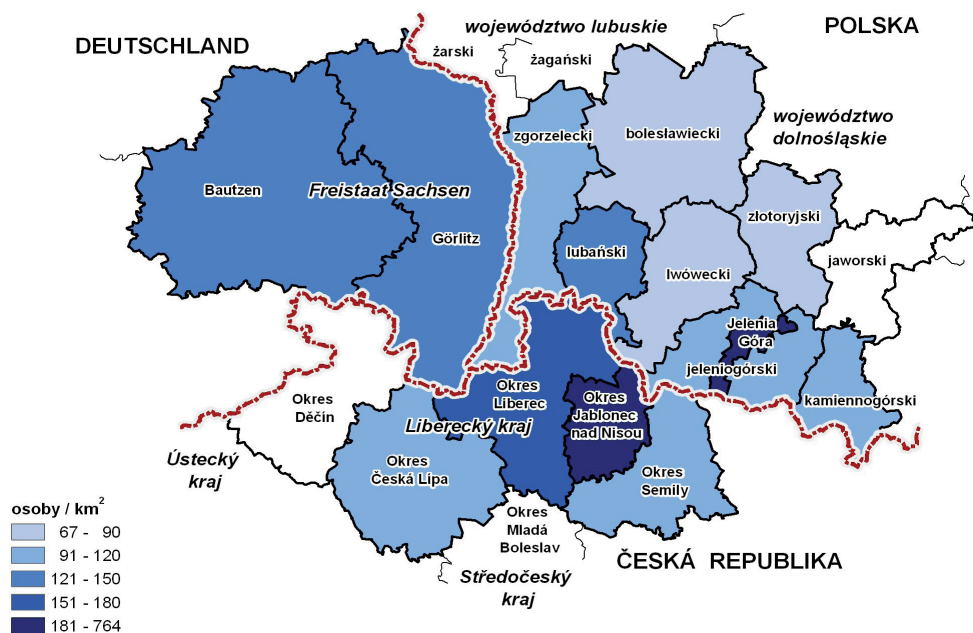 DEUTSCHLAND
województwo lubuskie
POLSKA
żarski
żagański
zgorzelecki
bolesławiecki
województwo
dolnośląskie
Bautzen
Freistaat Sachsen
Görlitz
lubański
lwówecki
złotoryjski
jaworski
Jelenia
Góra
jeleniogórski
kamiennogórski
Okres
Děčín
Okres
Liberec
Okres
Jablonec
nad Nisou
Liberecký kraj
Ústecký
kraj
Okres
Česká Lípa
Okres
Semily
Okres
Mladá
Boleslav
Středočeský
kraj
ČESKÁ REPUBLIKA
osoby / km²
67 - 90
91 - 120
121 - 150
151 - 180
181 - 764